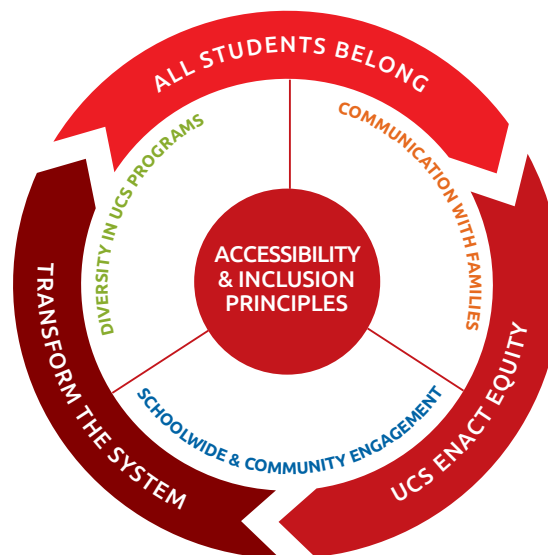 ALL STUDENTS BELONG
DIVERSITY IN UCS PROGRAMS
COMMUNICATION WITH FAMILIES
ACCESSIBILITY
& INCLUSION
PRINCIPLES
TRANSFORM THE SYSTEM
SCHOOLWIDE & COMMUNITY ENGAGEMENT
UCS ENACT EQUITY